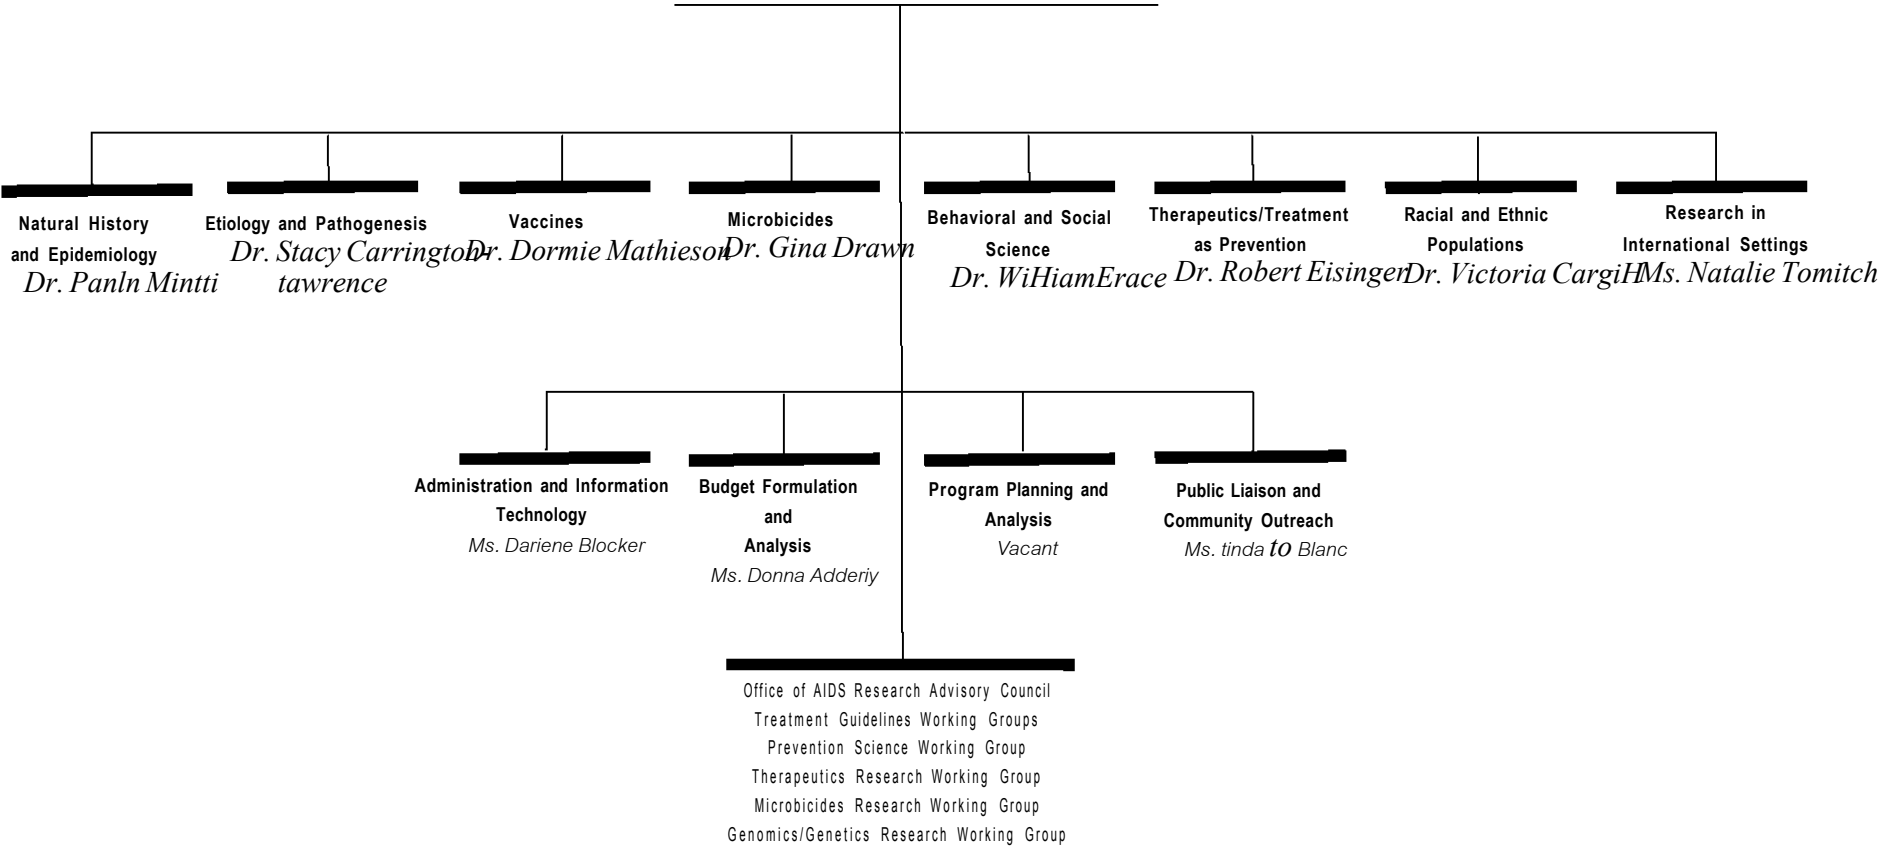 Natural History
and Epidemiology
Dr. Panln Mintti
Etiology and Pathogenesis
Dr. Stacy Carrington-
tawrence
Vaccines
Dr. Dormie Mathieson
Microbicides
Dr. Gina Drawn
Behavioral and Social
Science
Dr. WiHiamErace
Therapeutics/Treatment
as Prevention
Dr. Robert Eisinger
Racial and Ethnic
Populations
Dr. Victoria CargiH
Research in
International Settings
Ms. Natalie Tomitch
Administration and Information
Technology
Ms. Dariene Blocker
Budget Formulation
and
Analysis
Ms. Donna Adderiy
Program Planning and
Analysis
Vacant
Public Liaison and
Community Outreach
Ms. tinda to Blanc
Office of AIDS Research Advisory Council
Treatment Guidelines Working Groups
Prevention Science Working Group
Therapeutics Research Working Group
Microbicides Research Working Group
Genomics/Genetics Research Working Group